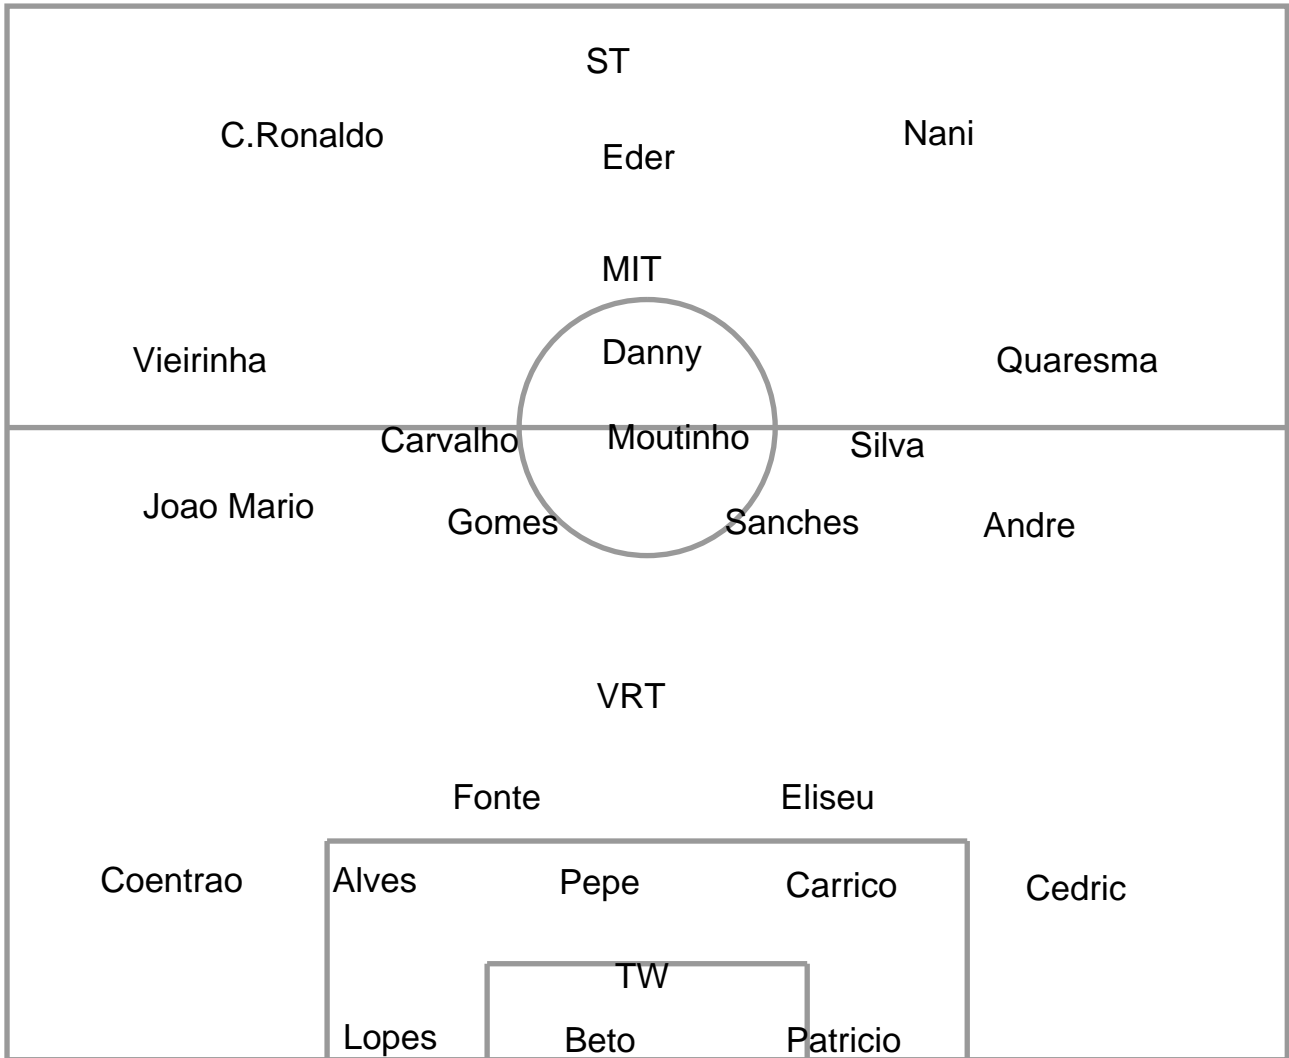 ST
C.Ronaldo Nani
Eder
MIT
Vieirinha Danny Quaresma
Carvalho Moutinho Silva
Joao Mario Gomes Sanches Andre
VRT
Fonte Eliseu
Coentrao Alves Pepe Carrico Cedric
TW
Lopes Beto Patricio